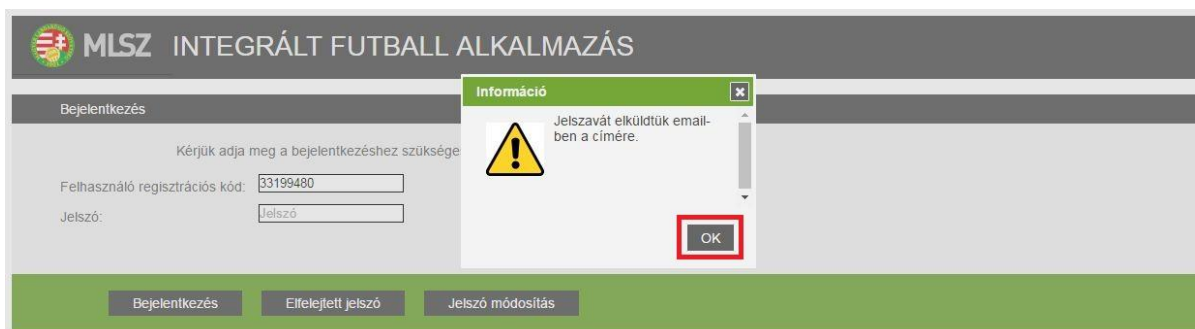 MLSZ INTEGRÁLT FUTBALL ALKALMAZÁS
Információ
Bejelentkezés
Jelszavát elküldtük email-
ben a címére.
Kérjük adja meg a bejelentkezéshez szüksége
Felhasználó regisztrációs kód: 33199480
Jelszó: Jelszó
OK
Bejelentkezés Elfelejtett jelszó Jelszó módosítás